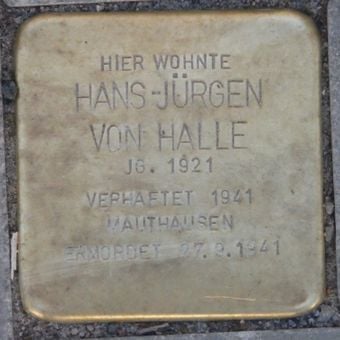 HIER WOHNTE
HANS-JÜRGEN
VON HALLE
JG. 1921
VERHAFTET 1941
MAUTHAUSEN
ERMORDET 27.9.1941